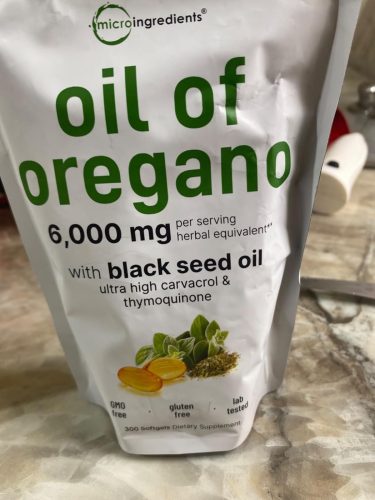 microingredients®
oil of
oregano
6,000 mg per serving
herbal equivalent**
with black seed oil
ultra high carvacrol &
thymoquinone
GMO
free
gluten
free
lab
tested
300 Softgels Dietary Supplement